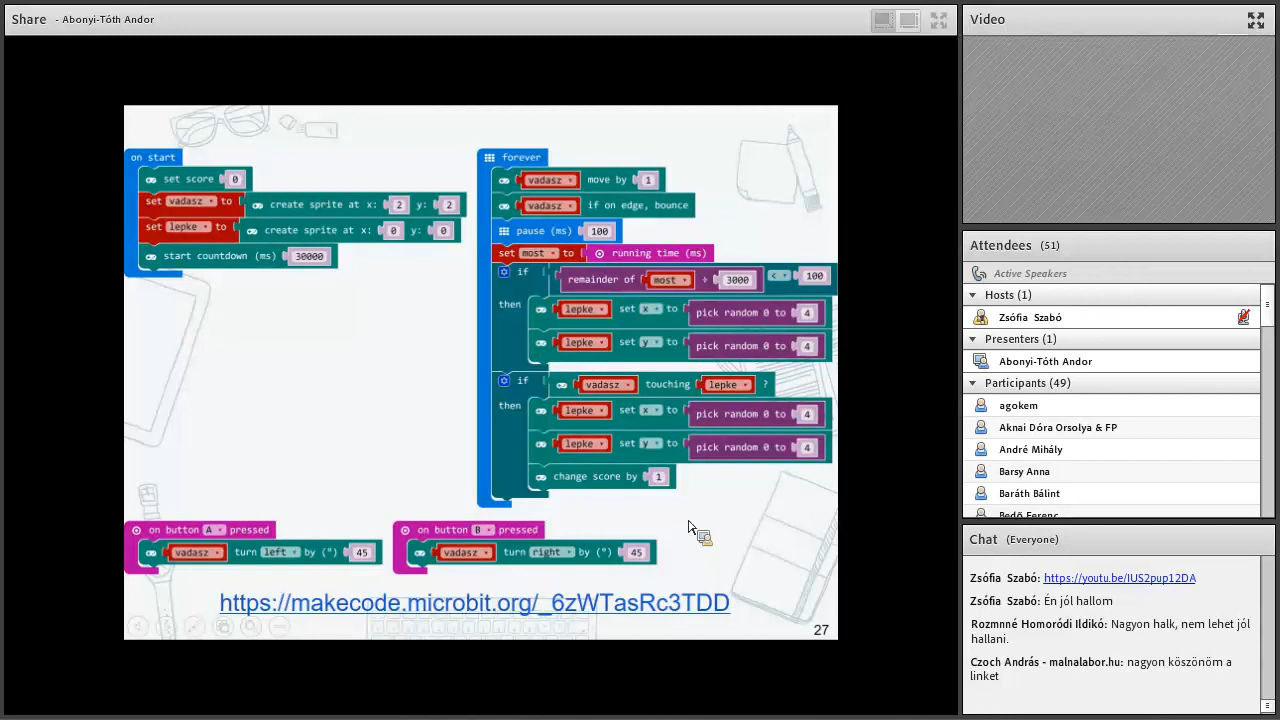 Share - Abonyi-Tóth Andor
on start
set score 0
set vadasz to create sprite at x: 2 y: 2
set lepke to create sprite at x: 0 y: 0
start countdown (ms) 30000
forever
vadasz move by 1
vadasz if on edge, bounce
pause (ms) 100
set most to running time (ms)
if remainder of most ÷ 3000 < 100
then lepke set x to pick random 0 to 4
lepke set y to pick random 0 to 4
if vadasz touching lepke ?
then lepke set x to pick random 0 to 4
lepke set y to pick random 0 to 4
change score by 1
on button A pressed
vadasz turn left by (°) 45
on button B pressed
vadasz turn right by (°) 45
https://makecode.microbit.org/_6zWTasRc3TDD
27
Video
Attendees (51)
Active Speakers
Hosts (1)
Zsófia Szabó
Presenters (1)
Abonyi-Tóth Andor
Participants (49)
agokem
Aknai Dóra Orsolya & FP
André Mihály
Barsy Anna
Baráth Bálint
Bedő Ferenc
Chat (Everyone)
Zsófia Szabó: https://youtu.be/IUS2pup12DA
Zsófia Szabó: Én jól hallom
Rozmnné Homoródi Ildikó: Nagyon halk, nem lehet jól
hallani.
Czoch András - malnalabor.hu: nagyon köszönöm a
linket